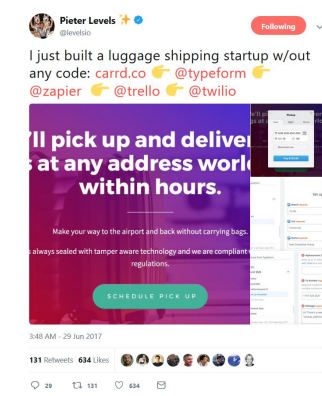 Pieter Levels
@levelsio
Following
I just built a luggage shipping startup w/out
any code: carrd.co 👉 @typeform 👉
@zapier 👉 @trello 👉 @twilio
'll pick up and deliver
s at any address worl
within hours.
Make your way to the airport and back without carrying bags.
s always sealed with tamper aware technology and we are compliant
regulations.
SCHEDULE PICK UP
3:48 AM - 29 Jun 2017
131 Retweets 634 Likes
29 131 634